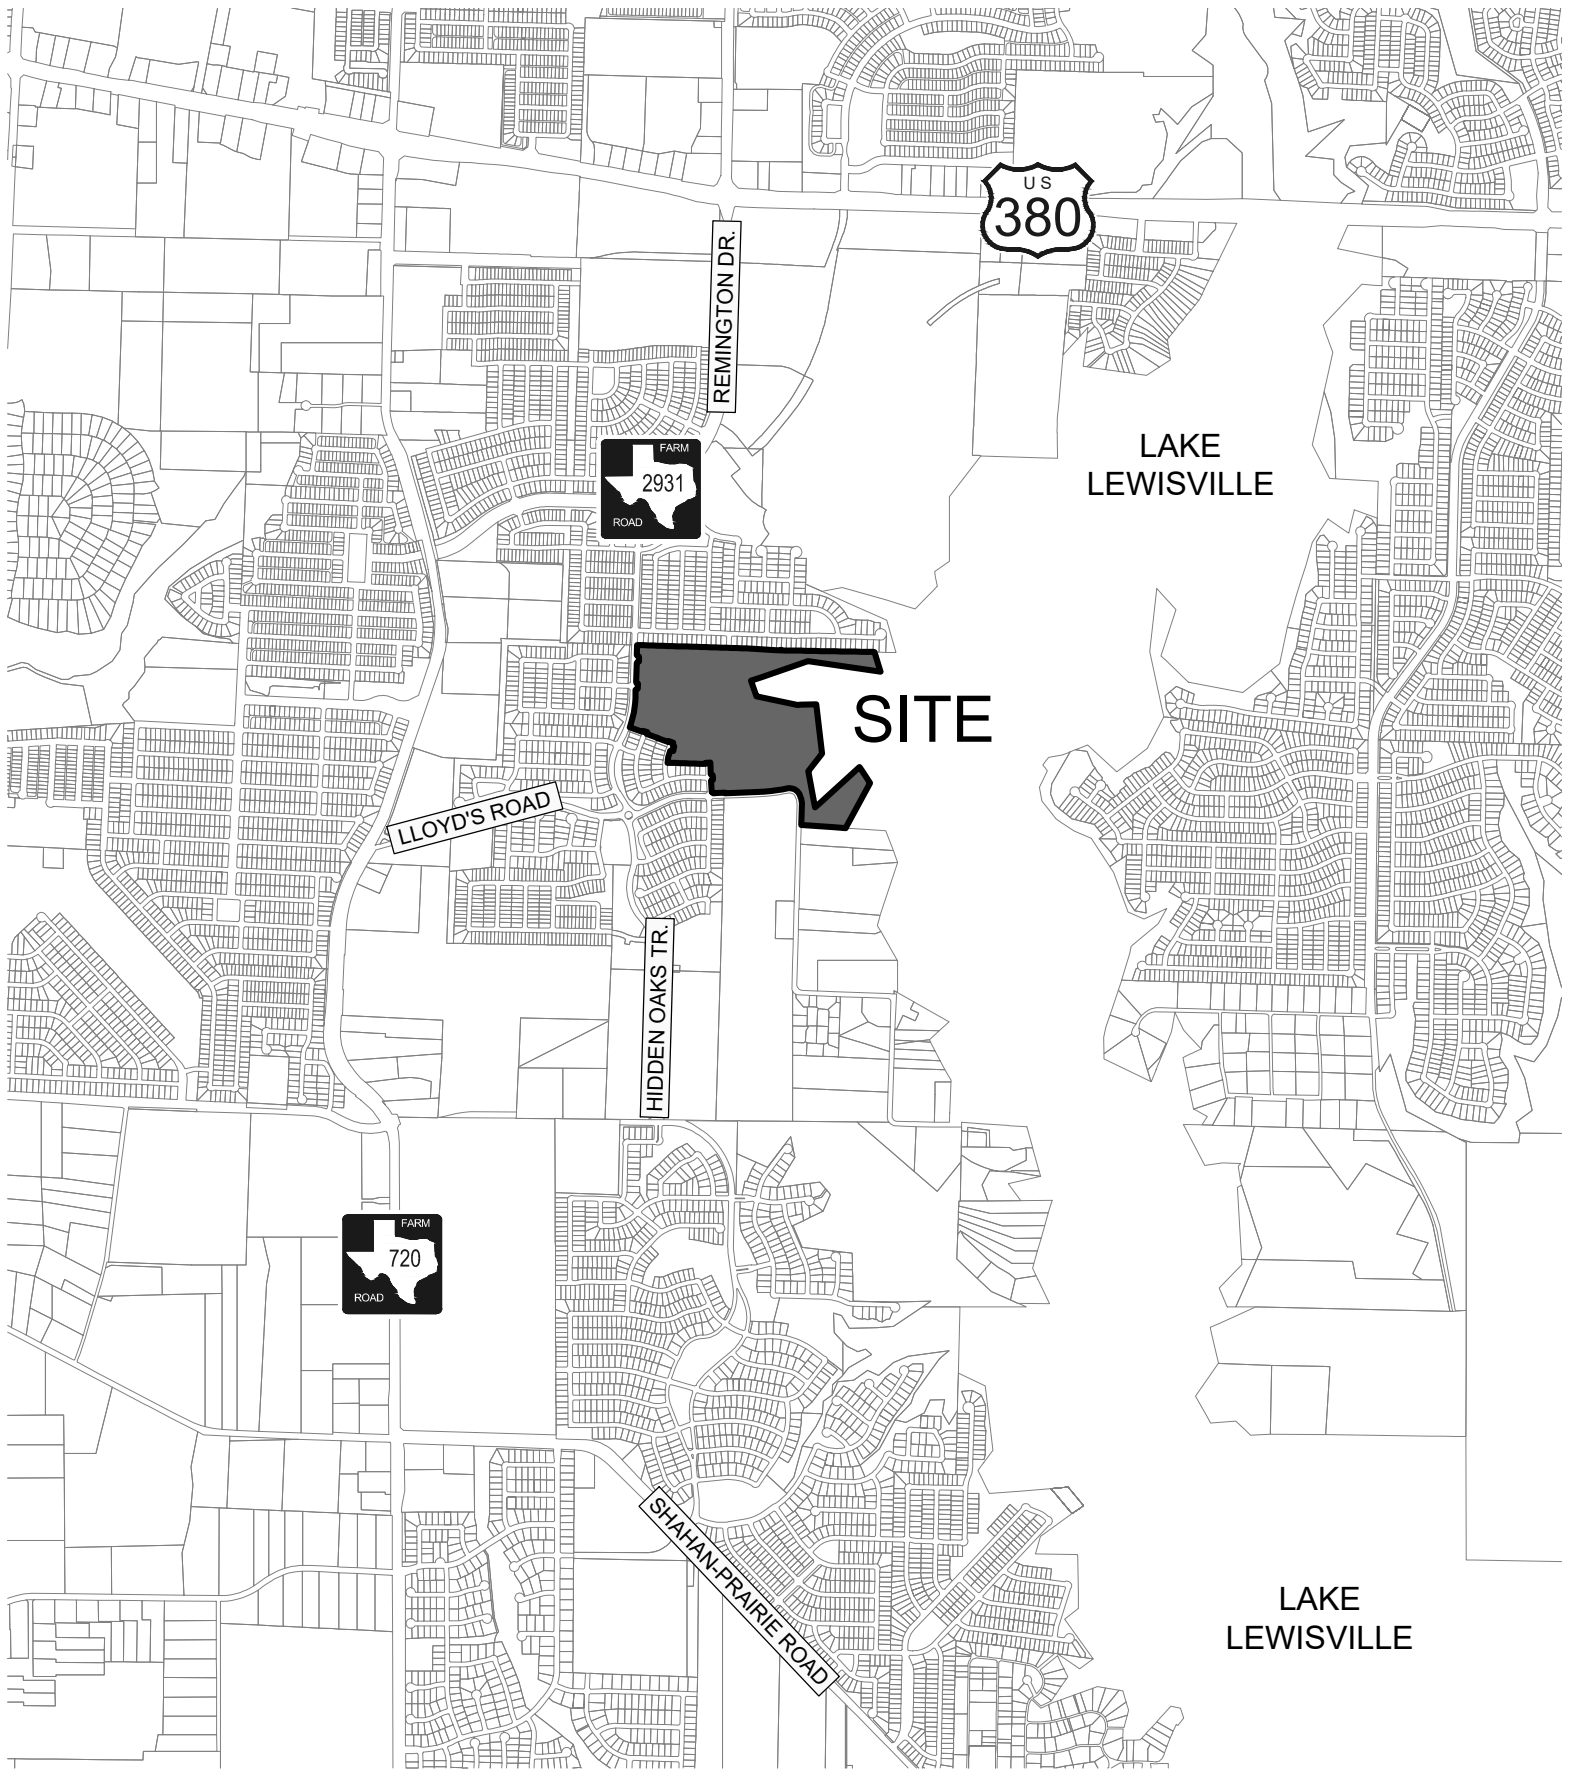 US
380
REMINGTON DR.
LAKE
LEWISVILLE
FARM
2931
ROAD
SITE
LLOYD'S ROAD
HIDDEN OAKS TR.
FARM
720
ROAD
SHAHAN-PRAIRIE ROAD
LAKE
LEWISVILLE